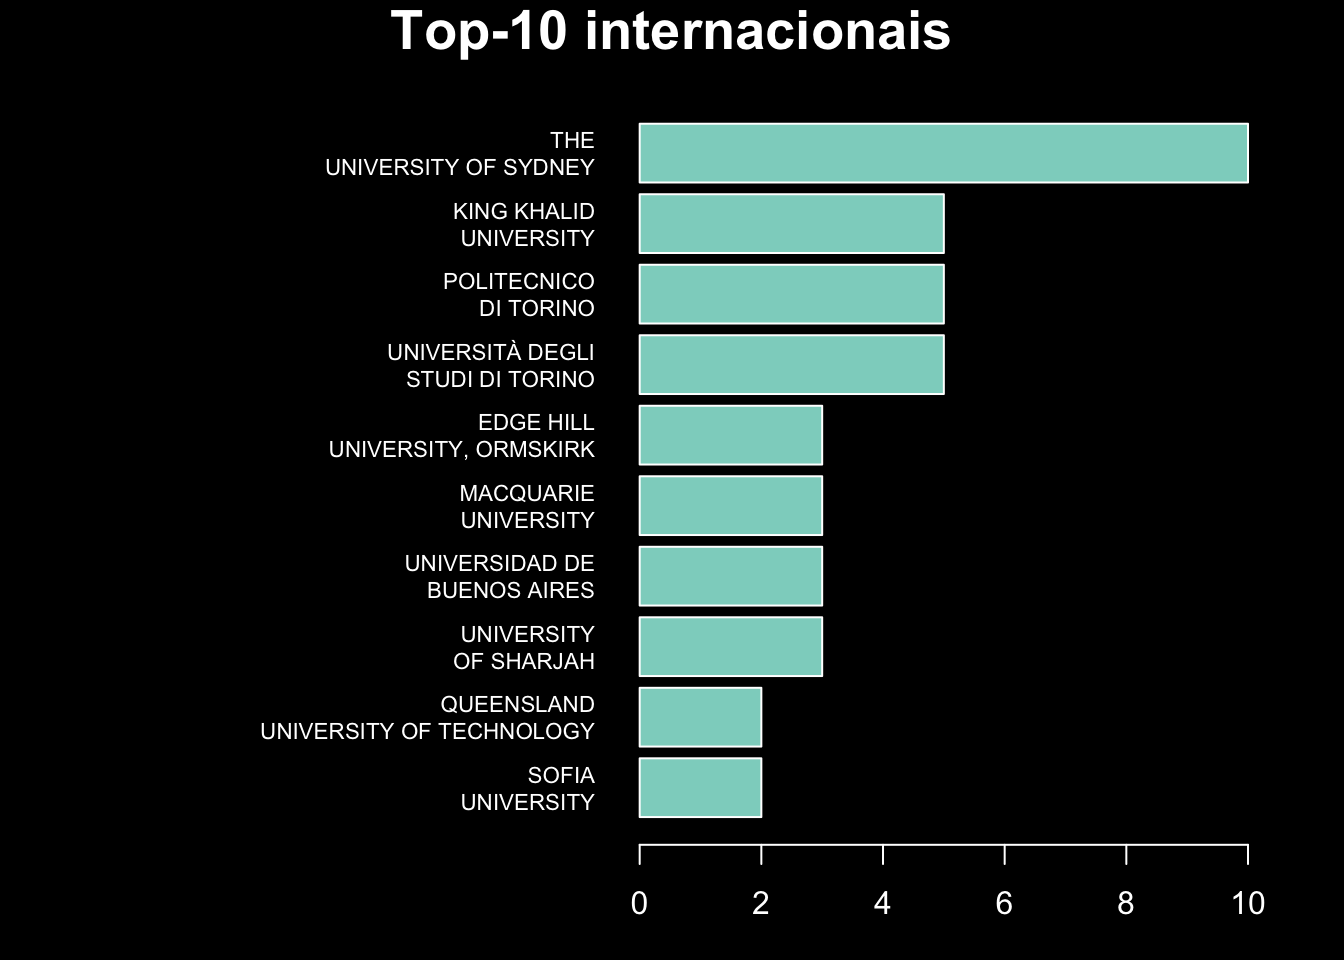 Top-10 internacionais
THE
UNIVERSITY OF SYDNEY
KING KHALID
UNIVERSITY
POLITECNICO
DI TORINO
UNIVERSITÀ DEGLI
STUDI DI TORINO
EDGE HILL
UNIVERSITY, ORMSKIRK
MACQUARIE
UNIVERSITY
UNIVERSIDAD DE
BUENOS AIRES
UNIVERSITY
OF SHARJAH
QUEENSLAND
UNIVERSITY OF TECHNOLOGY
SOFIA
UNIVERSITY
0 2 4 6 8 10